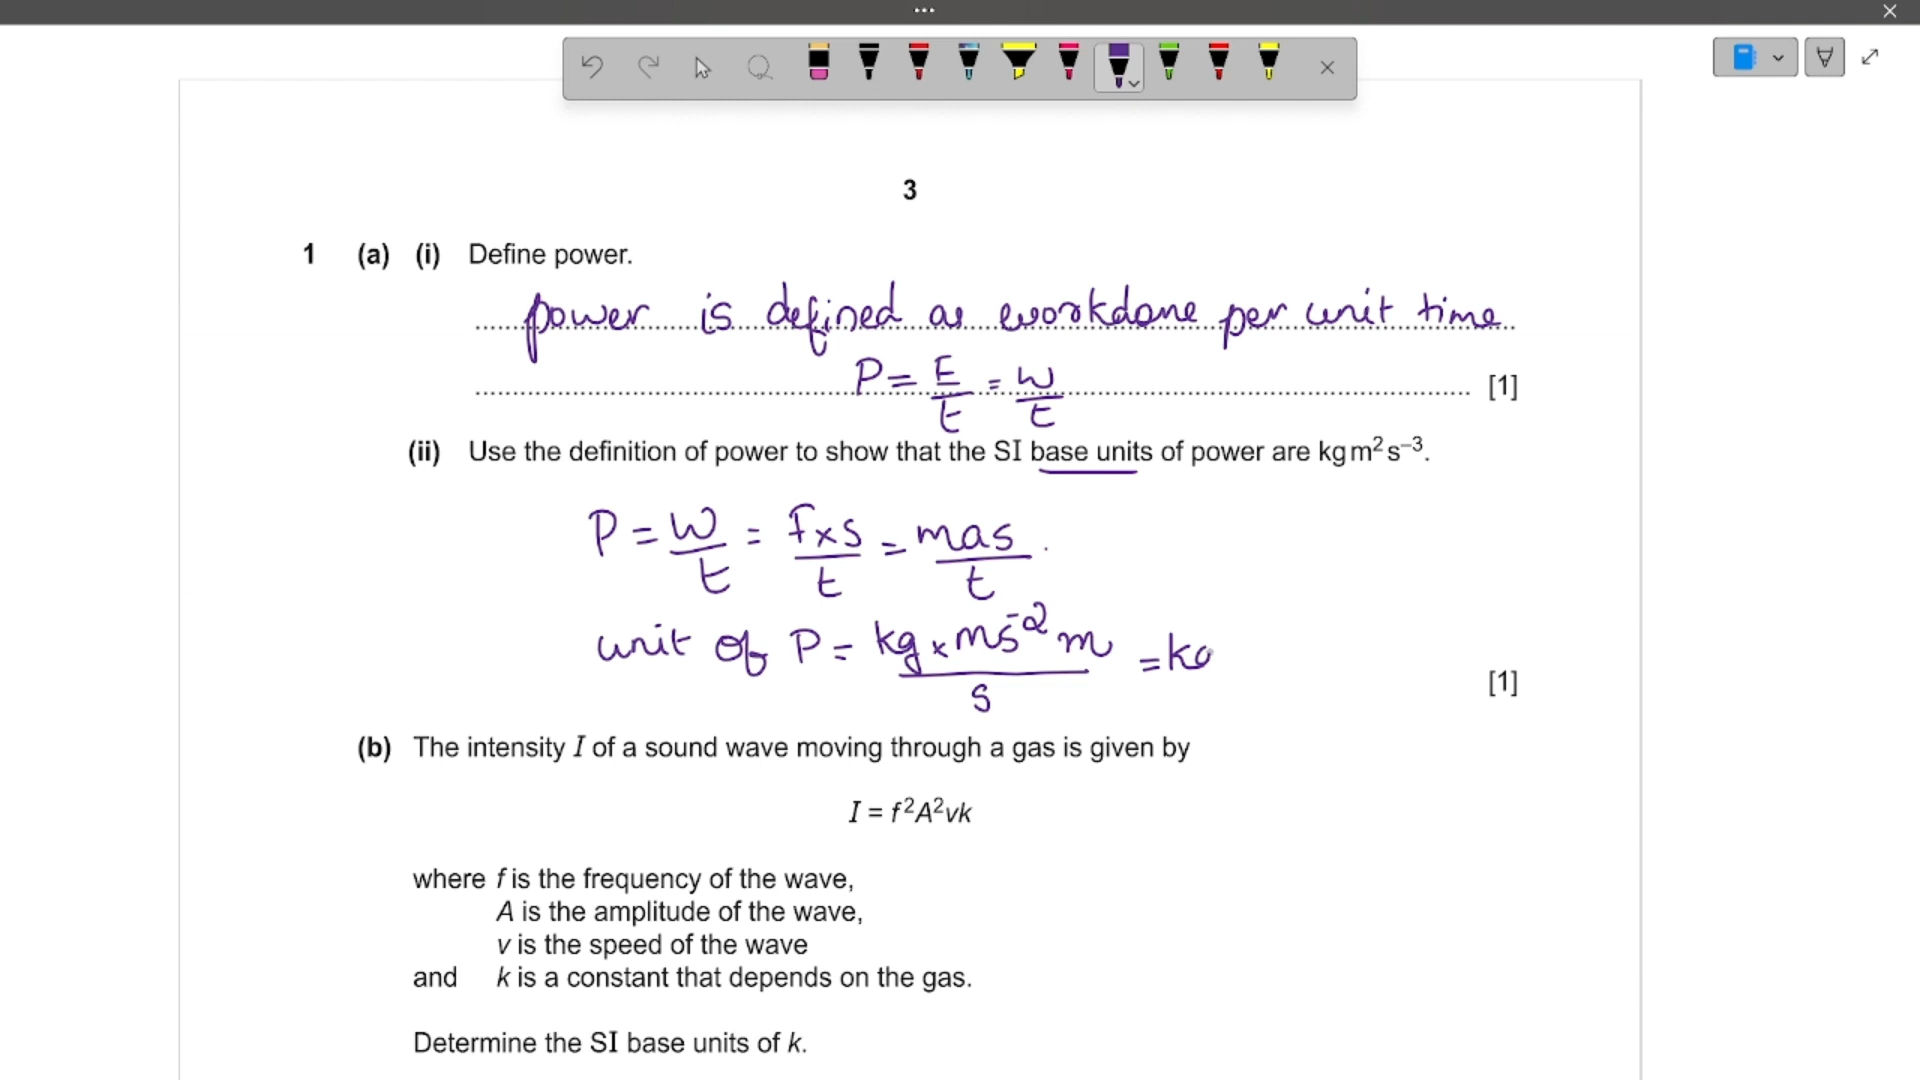 3
1 (a) (i) Define power.
power is defined as workdone per unit time
P = E/t = W/t [1]
(ii) Use the definition of power to show that the SI base units of power are kg m² s⁻³.
P = W/t = F×s/t = mas/t
unit of P = kg × ms⁻² m/s = kg
[1]
(b) The intensity I of a sound wave moving through a gas is given by
I = f²A²vk
where f is the frequency of the wave,
A is the amplitude of the wave,
v is the speed of the wave
and k is a constant that depends on the gas.
Determine the SI base units of k.